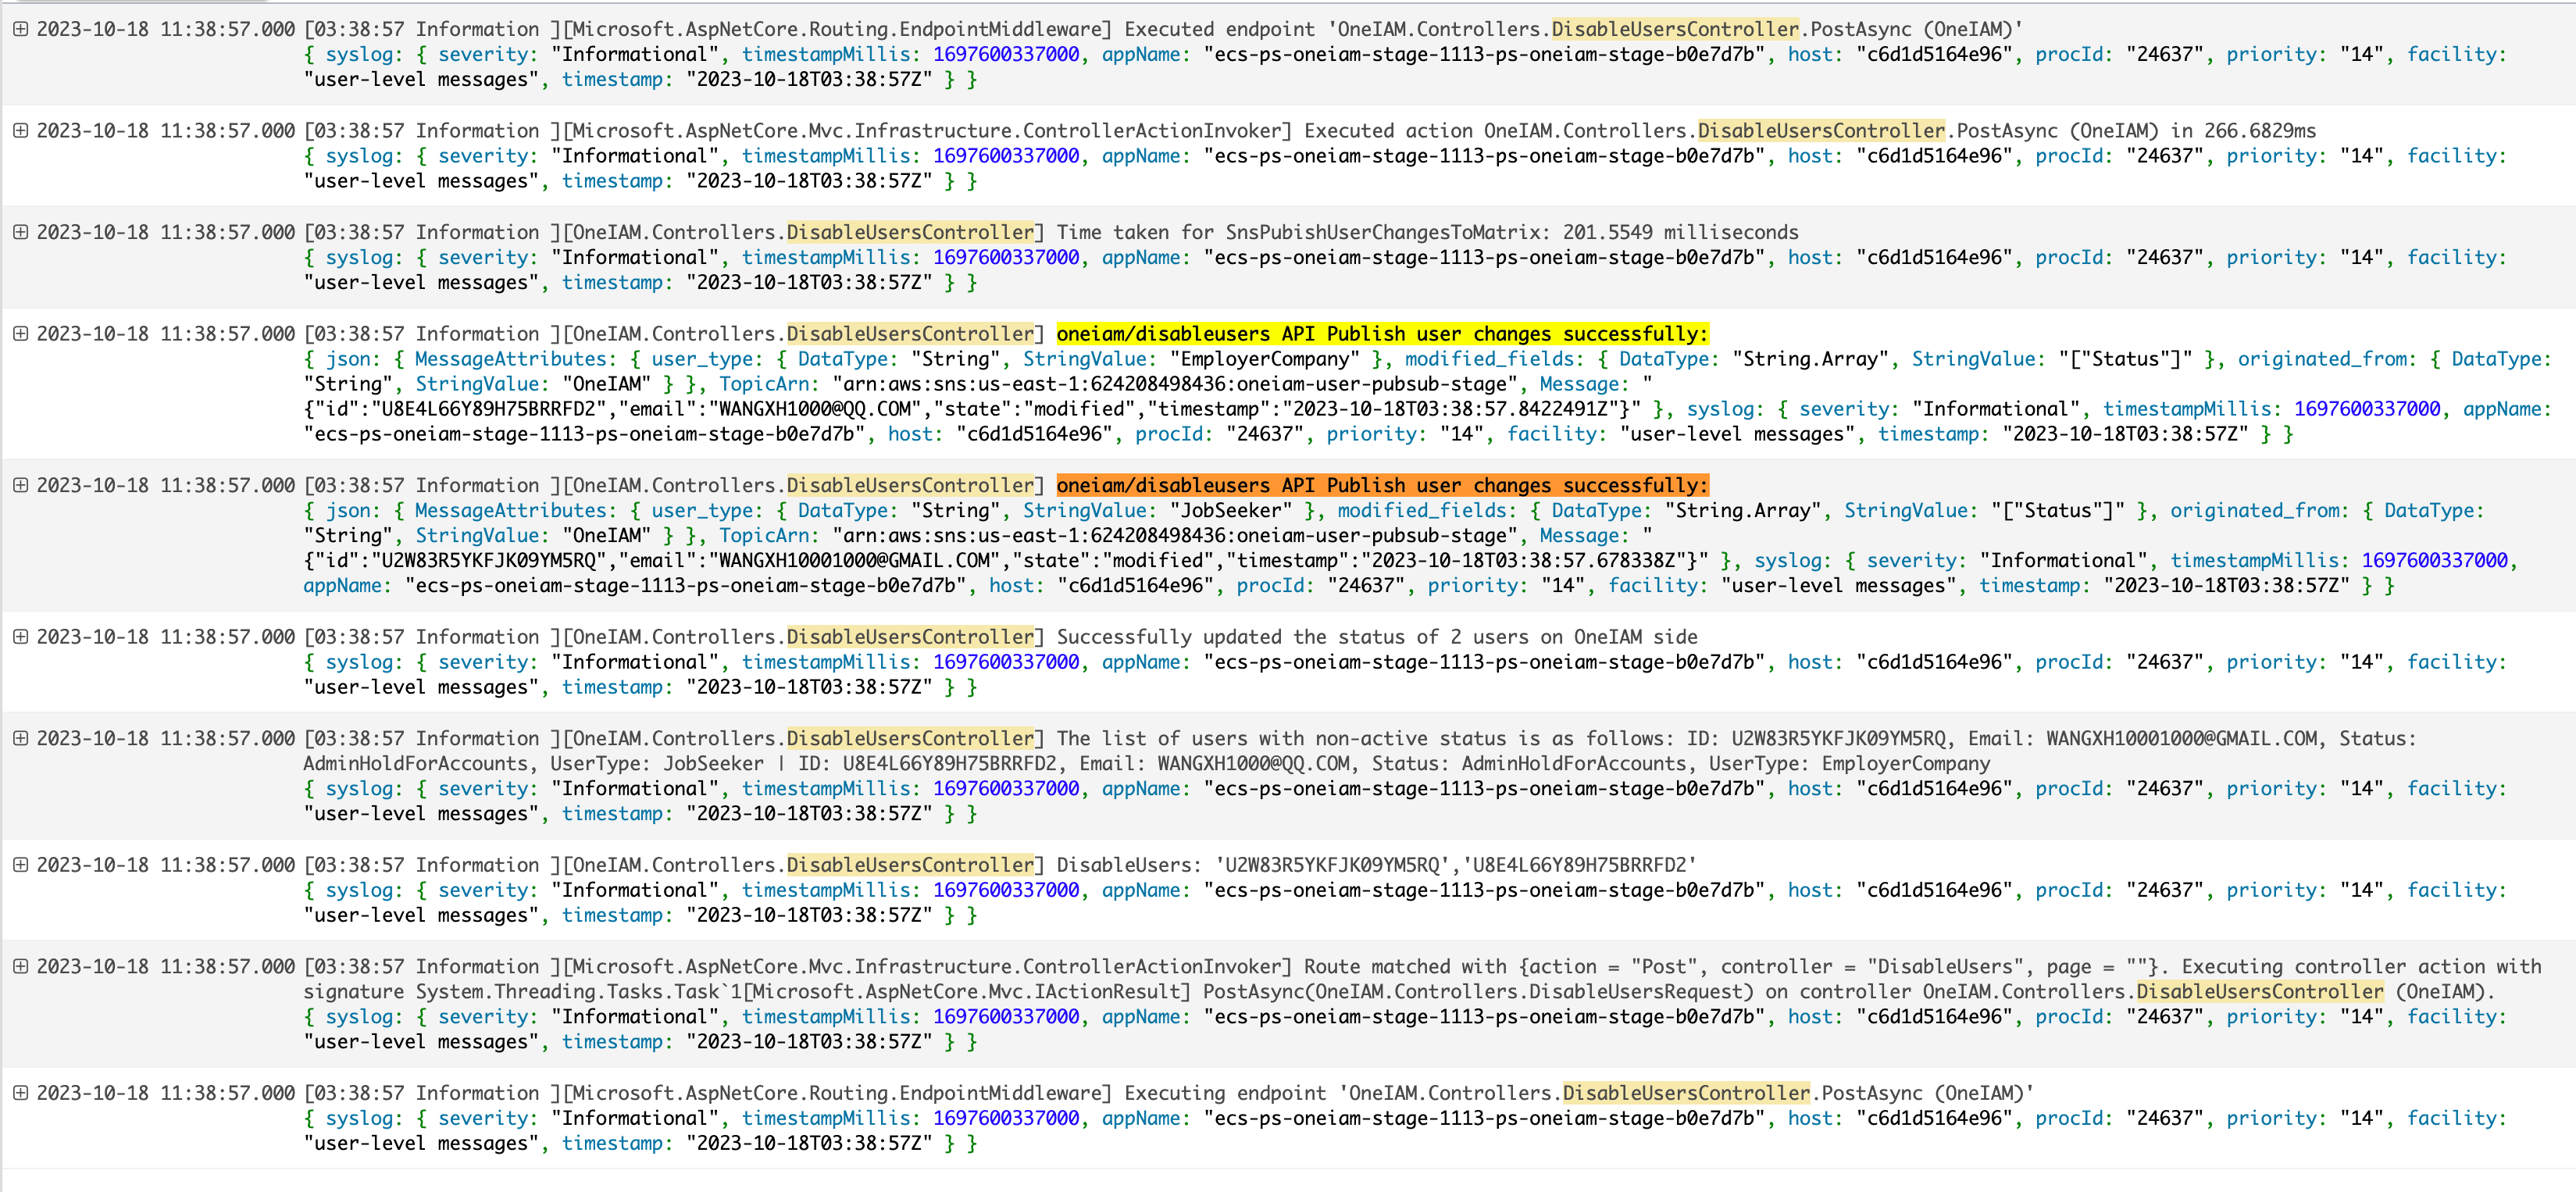 2023-10-18 11:38:57.000 [03:38:57 Information ][Microsoft.AspNetCore.Routing.EndpointMiddleware] Executed endpoint 'OneIAM.Controllers.DisableUsersController.PostAsync (OneIAM)'
{ syslog: { severity: "Informational", timestampMillis: 1697600337000, appName: "ecs-ps-oneiam-stage-1113-ps-oneiam-stage-b0e7d7b", host: "c6d1d5164e96", procId: "24637", priority: "14", facility:
"user-level messages", timestamp: "2023-10-18T03:38:57Z" } }
2023-10-18 11:38:57.000 [03:38:57 Information ][Microsoft.AspNetCore.Mvc.Infrastructure.ControllerActionInvoker] Executed action OneIAM.Controllers.DisableUsersController.PostAsync (OneIAM) in 266.6829ms
{ syslog: { severity: "Informational", timestampMillis: 1697600337000, appName: "ecs-ps-oneiam-stage-1113-ps-oneiam-stage-b0e7d7b", host: "c6d1d5164e96", procId: "24637", priority: "14", facility:
"user-level messages", timestamp: "2023-10-18T03:38:57Z" } }
2023-10-18 11:38:57.000 [03:38:57 Information ][OneIAM.Controllers.DisableUsersController] Time taken for SnsPubishUserChangesToMatrix: 201.5549 milliseconds
{ syslog: { severity: "Informational", timestampMillis: 1697600337000, appName: "ecs-ps-oneiam-stage-1113-ps-oneiam-stage-b0e7d7b", host: "c6d1d5164e96", procId: "24637", priority: "14", facility:
"user-level messages", timestamp: "2023-10-18T03:38:57Z" } }
2023-10-18 11:38:57.000 [03:38:57 Information ][OneIAM.Controllers.DisableUsersController] oneiam/disableusers API Publish user changes successfully:
{ json: { MessageAttributes: { user_type: { DataType: "String", StringValue: "EmployerCompany" }, modified_fields: { DataType: "String.Array", StringValue: "["Status"]" }, originated_from: { DataType:
"String", StringValue: "OneIAM" } }, TopicArn: "arn:aws:sns:us-east-1:624208498436:oneiam-user-pubsub-stage", Message: "
{"id":"U8E4L66Y89H75BRRFD2","email":"WANGXH1000@QQ.COM","state":"modified","timestamp":"2023-10-18T03:38:57.8422491Z"}" }, syslog: { severity: "Informational", timestampMillis: 1697600337000, appName:
"ecs-ps-oneiam-stage-1113-ps-oneiam-stage-b0e7d7b", host: "c6d1d5164e96", procId: "24637", priority: "14", facility: "user-level messages", timestamp: "2023-10-18T03:38:57Z" } }
2023-10-18 11:38:57.000 [03:38:57 Information ][OneIAM.Controllers.DisableUsersController] oneiam/disableusers API Publish user changes successfully:
{ json: { MessageAttributes: { user_type: { DataType: "String", StringValue: "JobSeeker" }, modified_fields: { DataType: "String.Array", StringValue: "["Status"]" }, originated_from: { DataType:
"String", StringValue: "OneIAM" } }, TopicArn: "arn:aws:sns:us-east-1:624208498436:oneiam-user-pubsub-stage", Message: "
{"id":"U2W83R5YKFJK09YM5RQ","email":"WANGXH10001000@GMAIL.COM","state":"modified","timestamp":"2023-10-18T03:38:57.678338Z"}" }, syslog: { severity: "Informational", timestampMillis: 1697600337000,
appName: "ecs-ps-oneiam-stage-1113-ps-oneiam-stage-b0e7d7b", host: "c6d1d5164e96", procId: "24637", priority: "14", facility: "user-level messages", timestamp: "2023-10-18T03:38:57Z" } }
2023-10-18 11:38:57.000 [03:38:57 Information ][OneIAM.Controllers.DisableUsersController] Successfully updated the status of 2 users on OneIAM side
{ syslog: { severity: "Informational", timestampMillis: 1697600337000, appName: "ecs-ps-oneiam-stage-1113-ps-oneiam-stage-b0e7d7b", host: "c6d1d5164e96", procId: "24637", priority: "14", facility:
"user-level messages", timestamp: "2023-10-18T03:38:57Z" } }
2023-10-18 11:38:57.000 [03:38:57 Information ][OneIAM.Controllers.DisableUsersController] The list of users with non-active status is as follows: ID: U2W83R5YKFJK09YM5RQ, Email: WANGXH10001000@GMAIL.COM, Status:
AdminHoldForAccounts, UserType: JobSeeker | ID: U8E4L66Y89H75BRRFD2, Email: WANGXH1000@QQ.COM, Status: AdminHoldForAccounts, UserType: EmployerCompany
{ syslog: { severity: "Informational", timestampMillis: 1697600337000, appName: "ecs-ps-oneiam-stage-1113-ps-oneiam-stage-b0e7d7b", host: "c6d1d5164e96", procId: "24637", priority: "14", facility:
"user-level messages", timestamp: "2023-10-18T03:38:57Z" } }
2023-10-18 11:38:57.000 [03:38:57 Information ][OneIAM.Controllers.DisableUsersController] DisableUsers: 'U2W83R5YKFJK09YM5RQ','U8E4L66Y89H75BRRFD2'
{ syslog: { severity: "Informational", timestampMillis: 1697600337000, appName: "ecs-ps-oneiam-stage-1113-ps-oneiam-stage-b0e7d7b", host: "c6d1d5164e96", procId: "24637", priority: "14", facility:
"user-level messages", timestamp: "2023-10-18T03:38:57Z" } }
2023-10-18 11:38:57.000 [03:38:57 Information ][Microsoft.AspNetCore.Mvc.Infrastructure.ControllerActionInvoker] Route matched with {action = "Post", controller = "DisableUsers", page = ""}. Executing controller action with
signature System.Threading.Tasks.Task`1[Microsoft.AspNetCore.Mvc.IActionResult] PostAsync(OneIAM.Controllers.DisableUsersRequest) on controller OneIAM.Controllers.DisableUsersController (OneIAM).
{ syslog: { severity: "Informational", timestampMillis: 1697600337000, appName: "ecs-ps-oneiam-stage-1113-ps-oneiam-stage-b0e7d7b", host: "c6d1d5164e96", procId: "24637", priority: "14", facility:
"user-level messages", timestamp: "2023-10-18T03:38:57Z" } }
2023-10-18 11:38:57.000 [03:38:57 Information ][Microsoft.AspNetCore.Routing.EndpointMiddleware] Executing endpoint 'OneIAM.Controllers.DisableUsersController.PostAsync (OneIAM)'
{ syslog: { severity: "Informational", timestampMillis: 1697600337000, appName: "ecs-ps-oneiam-stage-1113-ps-oneiam-stage-b0e7d7b", host: "c6d1d5164e96", procId: "24637", priority: "14", facility:
"user-level messages", timestamp: "2023-10-18T03:38:57Z" } }